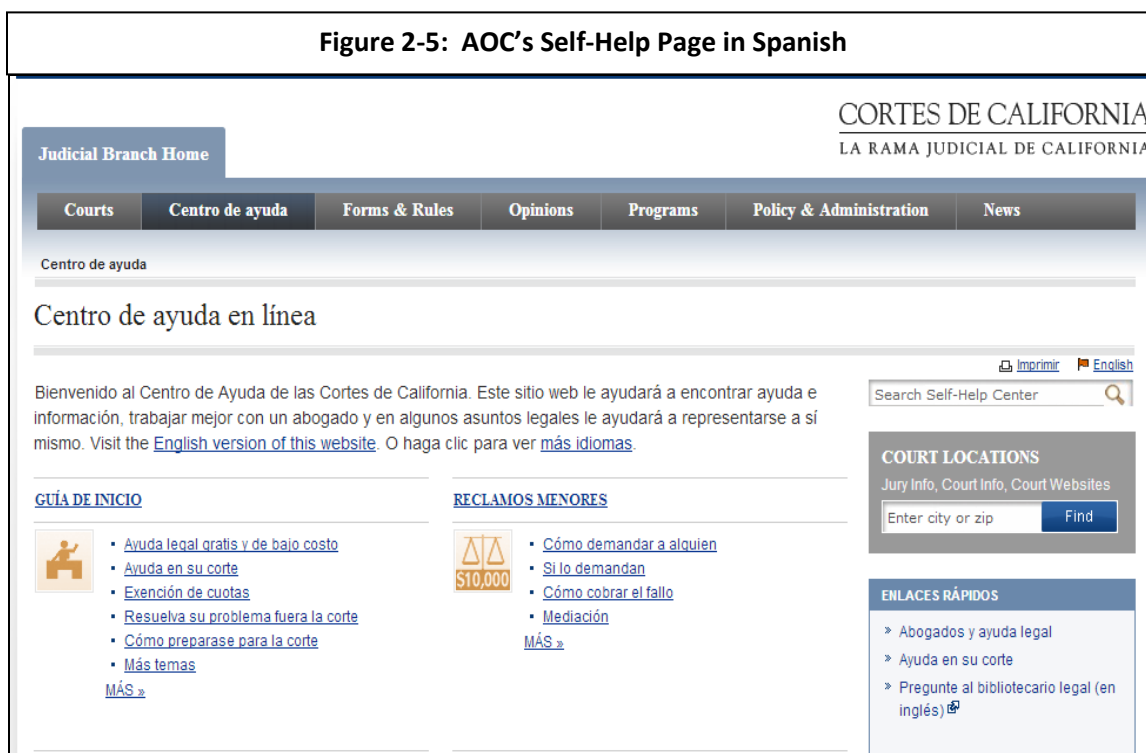 Figure 2-5:  AOC's Self-Help Page in Spanish
CORTES DE CALIFORNIA
LA RAMA JUDICIAL DE CALIFORNIA
Judicial Branch Home
Courts Centro de ayuda Forms & Rules Opinions Programs Policy & Administration News
Centro de ayuda
Centro de ayuda en línea
Imprimir English
Bienvenido al Centro de Ayuda de las Cortes de California. Este sitio web le ayudará a encontrar ayuda e
información, trabajar mejor con un abogado y en algunos asuntos legales le ayudará a representarse a sí
mismo. Visit the English version of this website. O haga clic para ver más idiomas.
Search Self-Help Center
COURT LOCATIONS
Jury Info, Court Info, Court Websites
Enter city or zip Find
GUÍA DE INICIO
Ayuda legal gratis y de bajo costo
Ayuda en su corte
Exención de cuotas
Resuelva su problema fuera la corte
Cómo preparase para la corte
Más temas
MÁS »
RECLAMOS MENORES
$10,000
Cómo demandar a alguien
Si lo demandan
Cómo cobrar el fallo
Mediación
MÁS »
ENLACES RÁPIDOS
» Abogados y ayuda legal
» Ayuda en su corte
» Pregunte al bibliotecario legal (en
inglés)